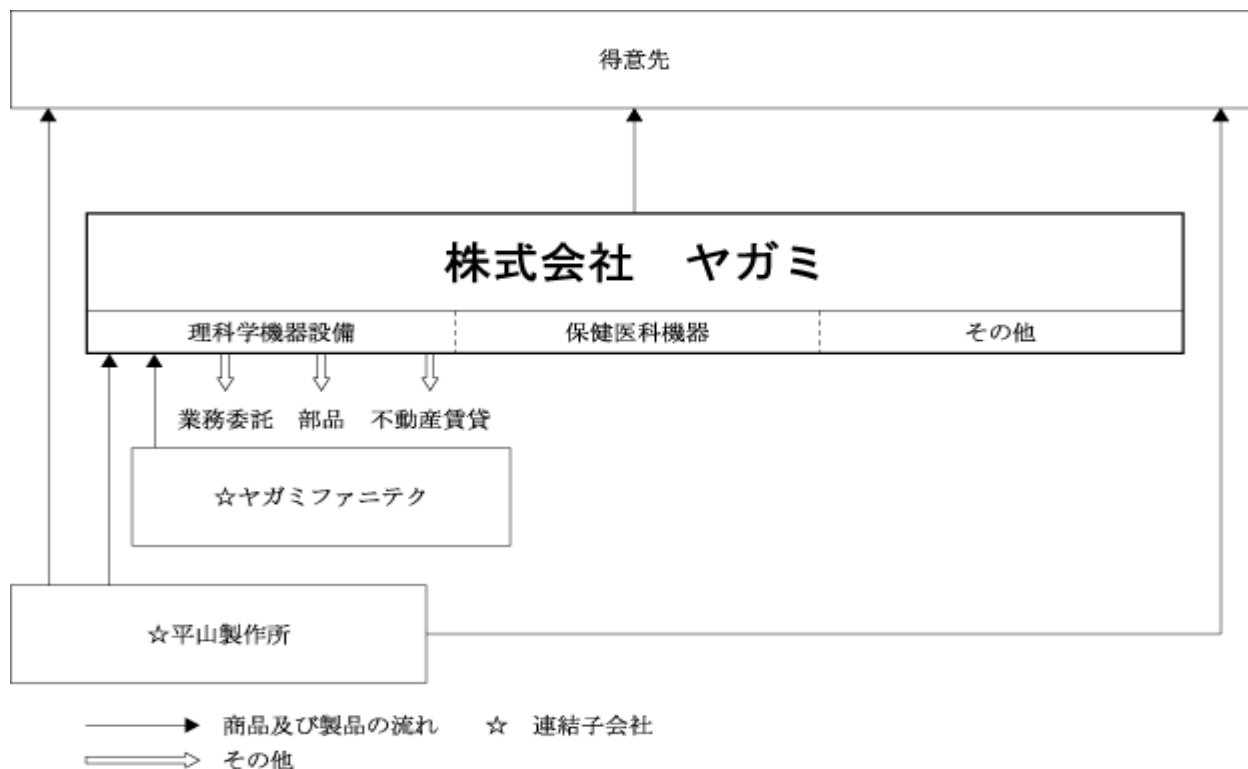 得意先
株式会社　ヤガミ
理科学機器設備　保健医科機器　その他
業務委託　部品　不動産賃貸
☆ヤガミファニテク
☆平山製作所
商品及び製品の流れ　☆　連結子会社
その他